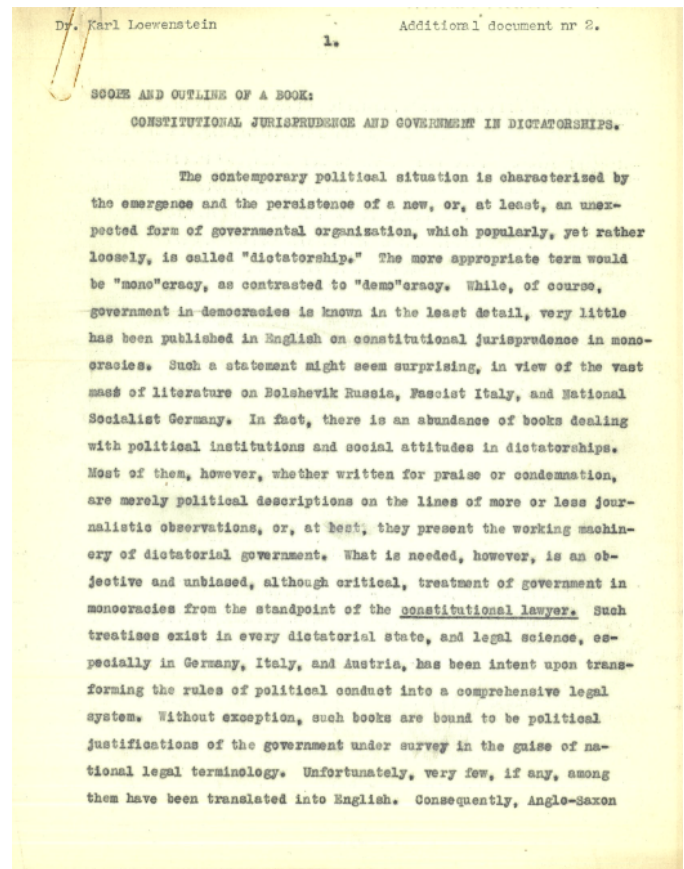 Dr. Karl Loewenstein Additional document nr 2.
1.
SCOPE AND OUTLINE OF A BOOK:
CONSTITUTIONAL JURISPRUDENCE AND GOVERNMENT IN DICTATORSHIPS.
The contemporary political situation is characterized by
the emergence and the persistence of a new, or, at least, an unex-
pected form of governmental organization, which popularly, yet rather
loosely, is called "dictatorship." The more appropriate term would
be "mono"cracy, as contrasted to "demo"cracy. While, of course,
government in democracies is known in the least detail, very little
has been published in English on constitutional jurisprudence in mono-
cracies. Such a statement might seem surprising, in view of the vast
mass of literature on Bolshevik Russia, Fascist Italy, and National
Socialist Germany. In fact, there is an abundance of books dealing
with political institutions and social attitudes in dictatorships.
Most of them, however, whether written for praise or condemnation,
are merely political descriptions on the lines of more or less jour-
nalistic observations, or, at best, they present the working machin-
ery of dictatorial government. What is needed, however, is an ob-
jective and unbiased, although critical, treatment of government in
monocracies from the standpoint of the constitutional lawyer. Such
treatises exist in every dictatorial state, and legal science, es-
pecially in Germany, Italy, and Austria, has been intent upon trans-
forming the rules of political conduct into a comprehensive legal
system. Without exception, such books are bound to be political
justifications of the government under survey in the guise of na-
tional legal terminology. Unfortunately, very few, if any, among
them have been translated into English. Consequently, Anglo-Saxon